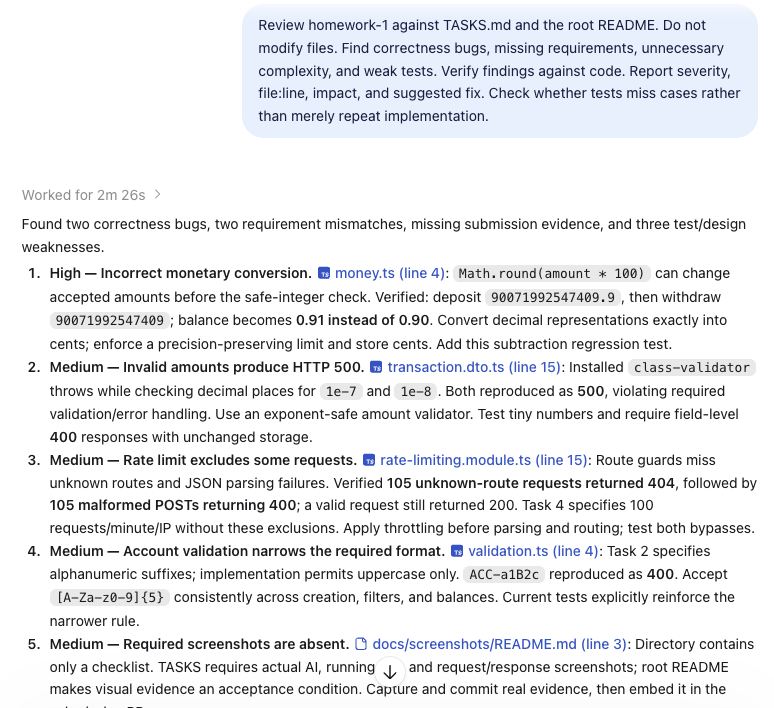 Review homework-1 against TASKS.md and the root README. Do not
modify files. Find correctness bugs, missing requirements, unnecessary
complexity, and weak tests. Verify findings against code. Report severity,
file:line, impact, and suggested fix. Check whether tests miss cases rather
than merely repeat implementation.
Worked for 2m 26s
Found two correctness bugs, two requirement mismatches, missing submission evidence, and three test/design
weaknesses.
1. High — Incorrect monetary conversion. TS money.ts (line 4): Math.round(amount * 100) can change
accepted amounts before the safe-integer check. Verified: deposit 90071992547409.9 , then withdraw
90071992547409 ; balance becomes 0.91 instead of 0.90. Convert decimal representations exactly into
cents; enforce a precision-preserving limit and store cents. Add this subtraction regression test.
2. Medium — Invalid amounts produce HTTP 500. TS transaction.dto.ts (line 15): Installed class-validator
throws while checking decimal places for 1e-7 and 1e-8 . Both reproduced as 500, violating required
validation/error handling. Use an exponent-safe amount validator. Test tiny numbers and require field-level
400 responses with unchanged storage.
3. Medium — Rate limit excludes some requests. TS rate-limiting.module.ts (line 15): Route guards miss
unknown routes and JSON parsing failures. Verified 105 unknown-route requests returned 404, followed by
105 malformed POSTs returning 400; a valid request still returned 200. Task 4 specifies 100
requests/minute/IP without these exclusions. Apply throttling before parsing and routing; test both bypasses.
4. Medium — Account validation narrows the required format. TS validation.ts (line 4): Task 2 specifies
alphanumeric suffixes; implementation permits uppercase only. ACC-a1B2c reproduced as 400. Accept
[A-Za-z0-9]{5} consistently across creation, filters, and balances. Current tests explicitly reinforce the
narrower rule.
5. Medium — Required screenshots are absent. docs/screenshots/README.md (line 3): Directory contains
only a checklist. TASKS requires actual AI, running and request/response screenshots; root README
makes visual evidence an acceptance condition. Capture and commit real evidence, then embed it in the